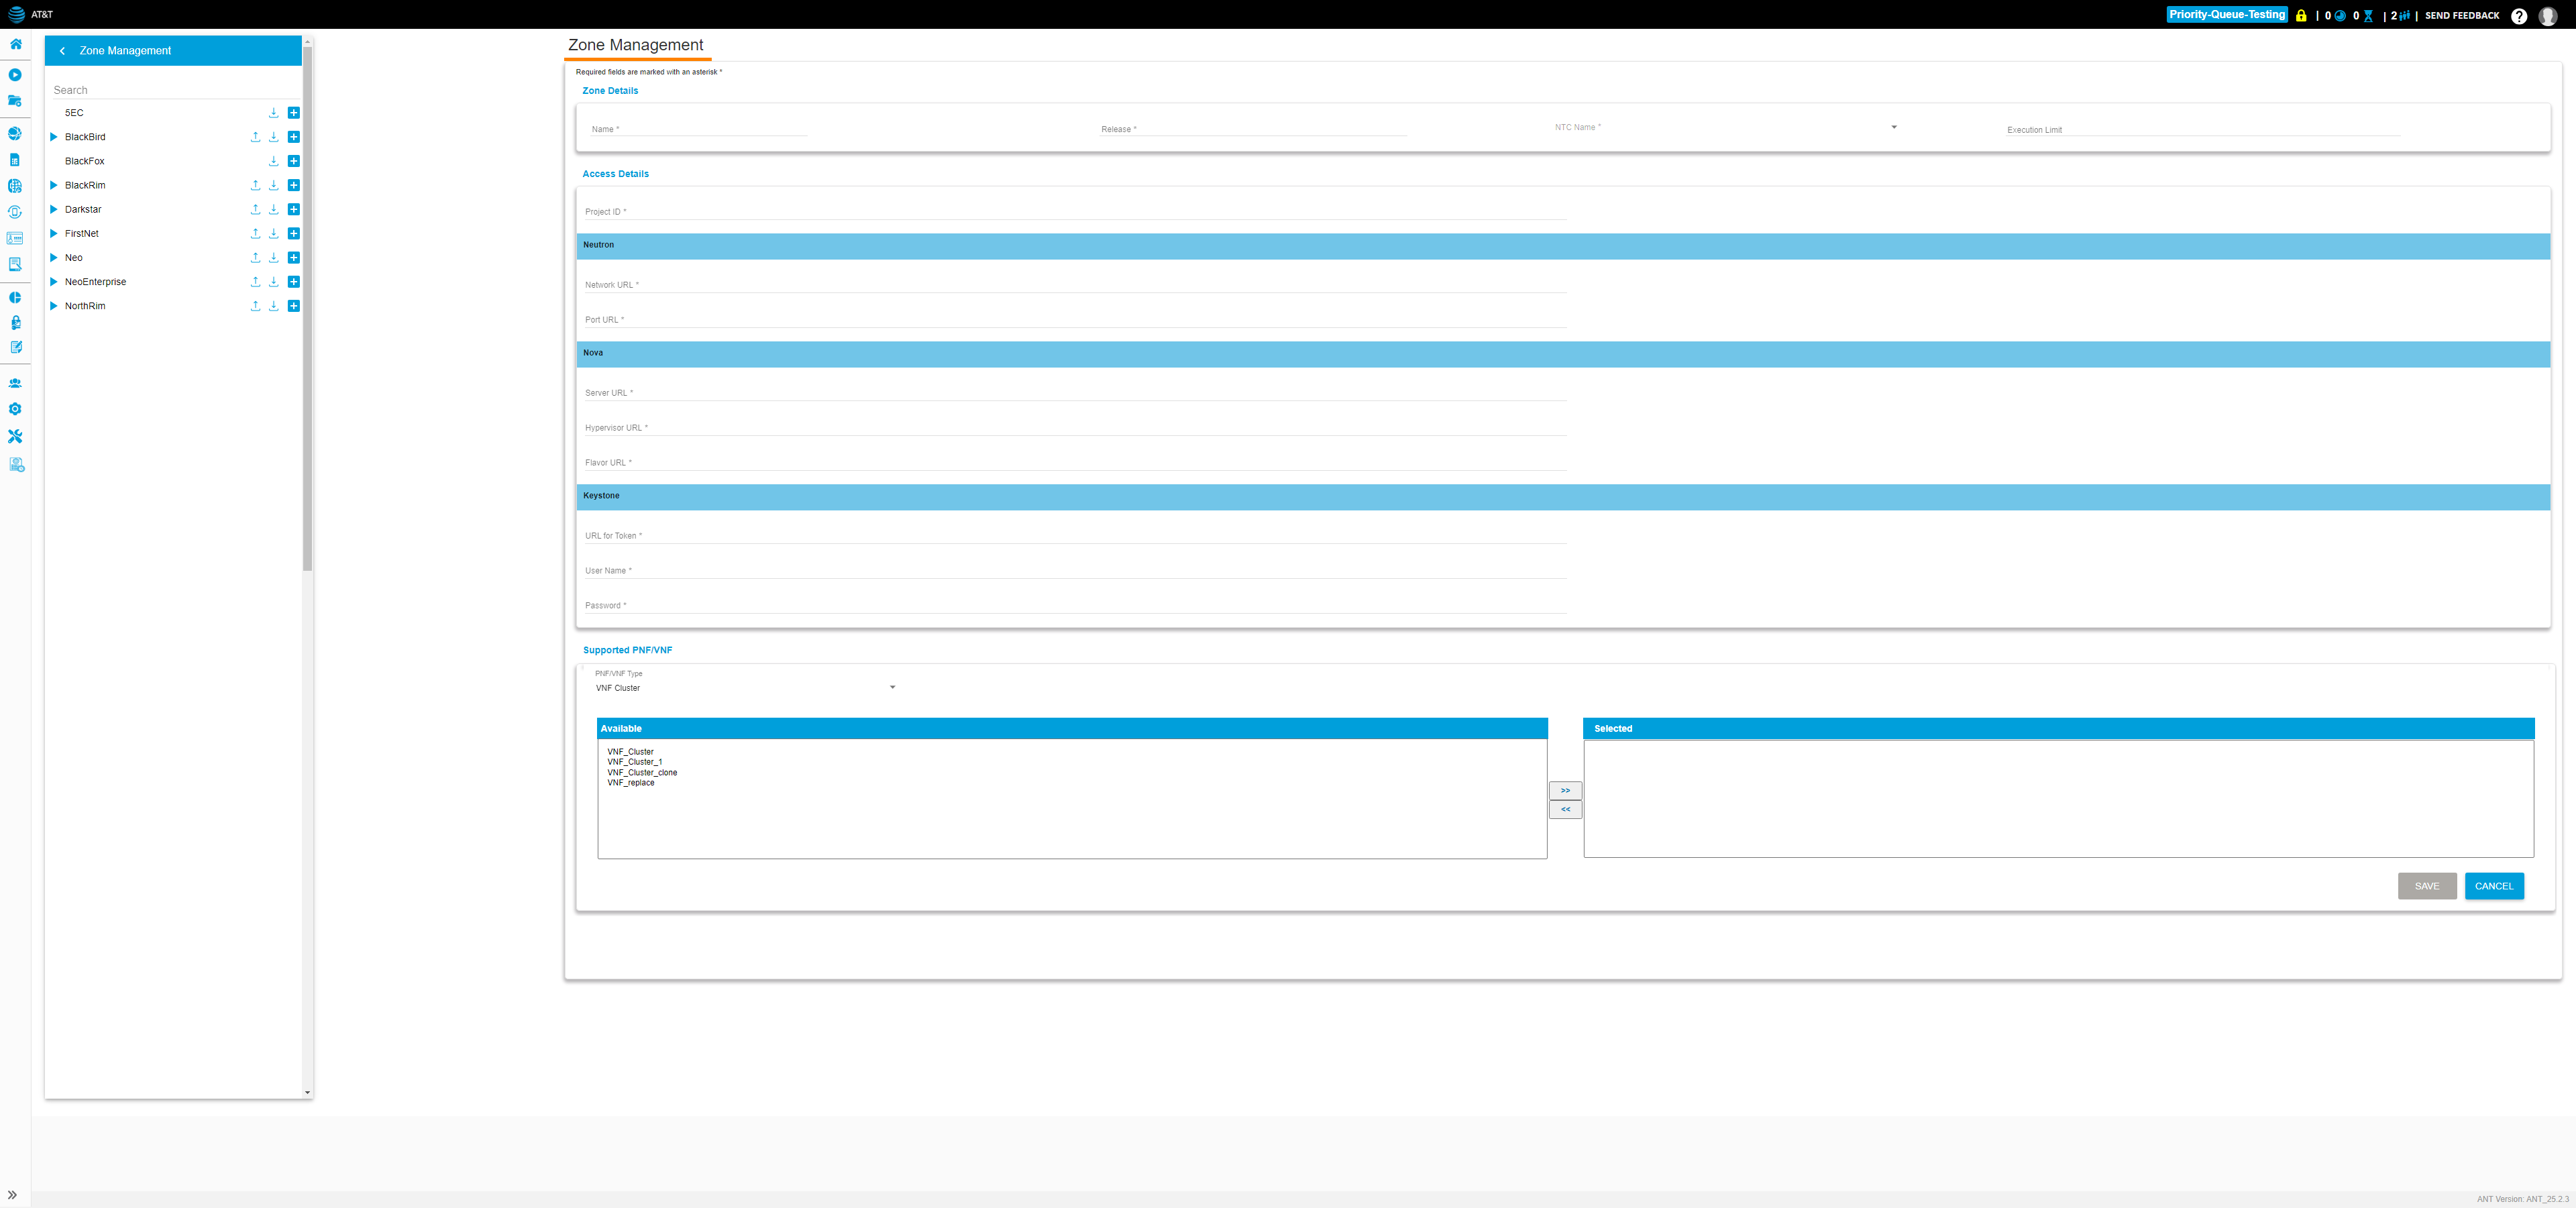 AT&T
Priority-Queue-Testing | 0 0 | 2 | SEND FEEDBACK ?
Zone Management
Search
5EC
BlackBird
BlackFox
BlackRim
Darkstar
FirstNet
Neo
NeoEnterprise
NorthRim
Zone Management
Required fields are marked with an asterisk *
Zone Details
Name * Release * NTC Name * Execution Limit
Access Details
Project ID *
Neutron
Network URL *
Port URL *
Nova
Server URL *
Hypervisor URL *
Flavor URL *
Keystone
URL for Token *
User Name *
Password *
Supported PNF/VNF
PNF/VNF Type
VNF Cluster
Available
VNF_Cluster
VNF_Cluster_1
VNF_Cluster_clone
VNF_replace
>>
<<
Selected
SAVE CANCEL
ANT Version: ANT_25.2.3